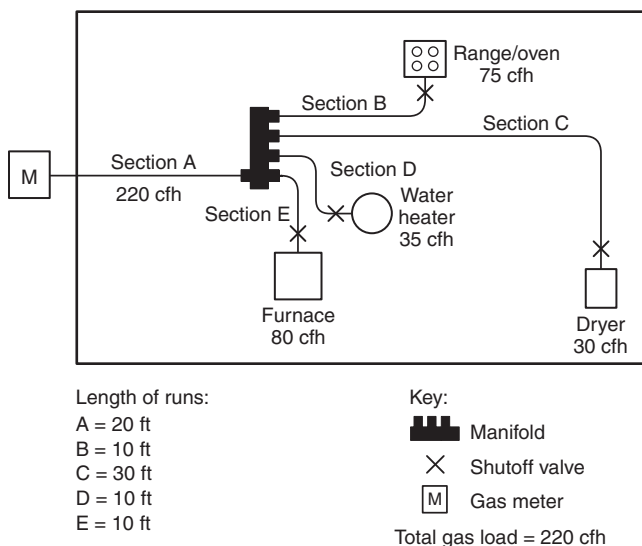 Range/oven
75 cfh
Section B
Section C
Section A
Section D
M
220 cfh
Water
heater
35 cfh
Section E
Furnace
80 cfh
Dryer
30 cfh
Length of runs:
A = 20 ft
B = 10 ft
C = 30 ft
D = 10 ft
E = 10 ft
Key:
Manifold
Shutoff valve
M Gas meter
Total gas load = 220 cfh